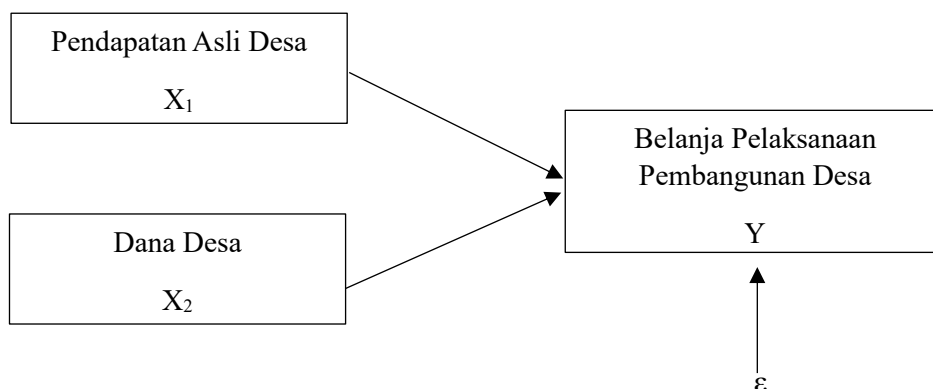 Pendapatan Asli Desa
X₁
Dana Desa
X₂
Belanja Pelaksanaan
Pembangunan Desa
Y
ε